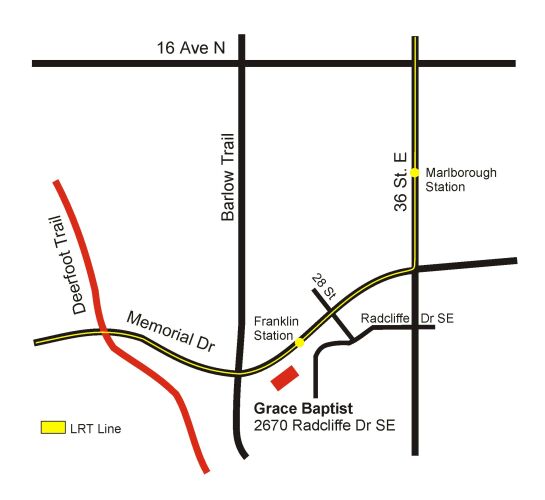 16 Ave N
Barlow Trail
36 St. E
Marlborough
Station
Deerfoot Trail
28 St
Memorial Dr
Franklin
Station
Radcliffe Dr SE
Grace Baptist
2670 Radcliffe Dr SE
LRT Line